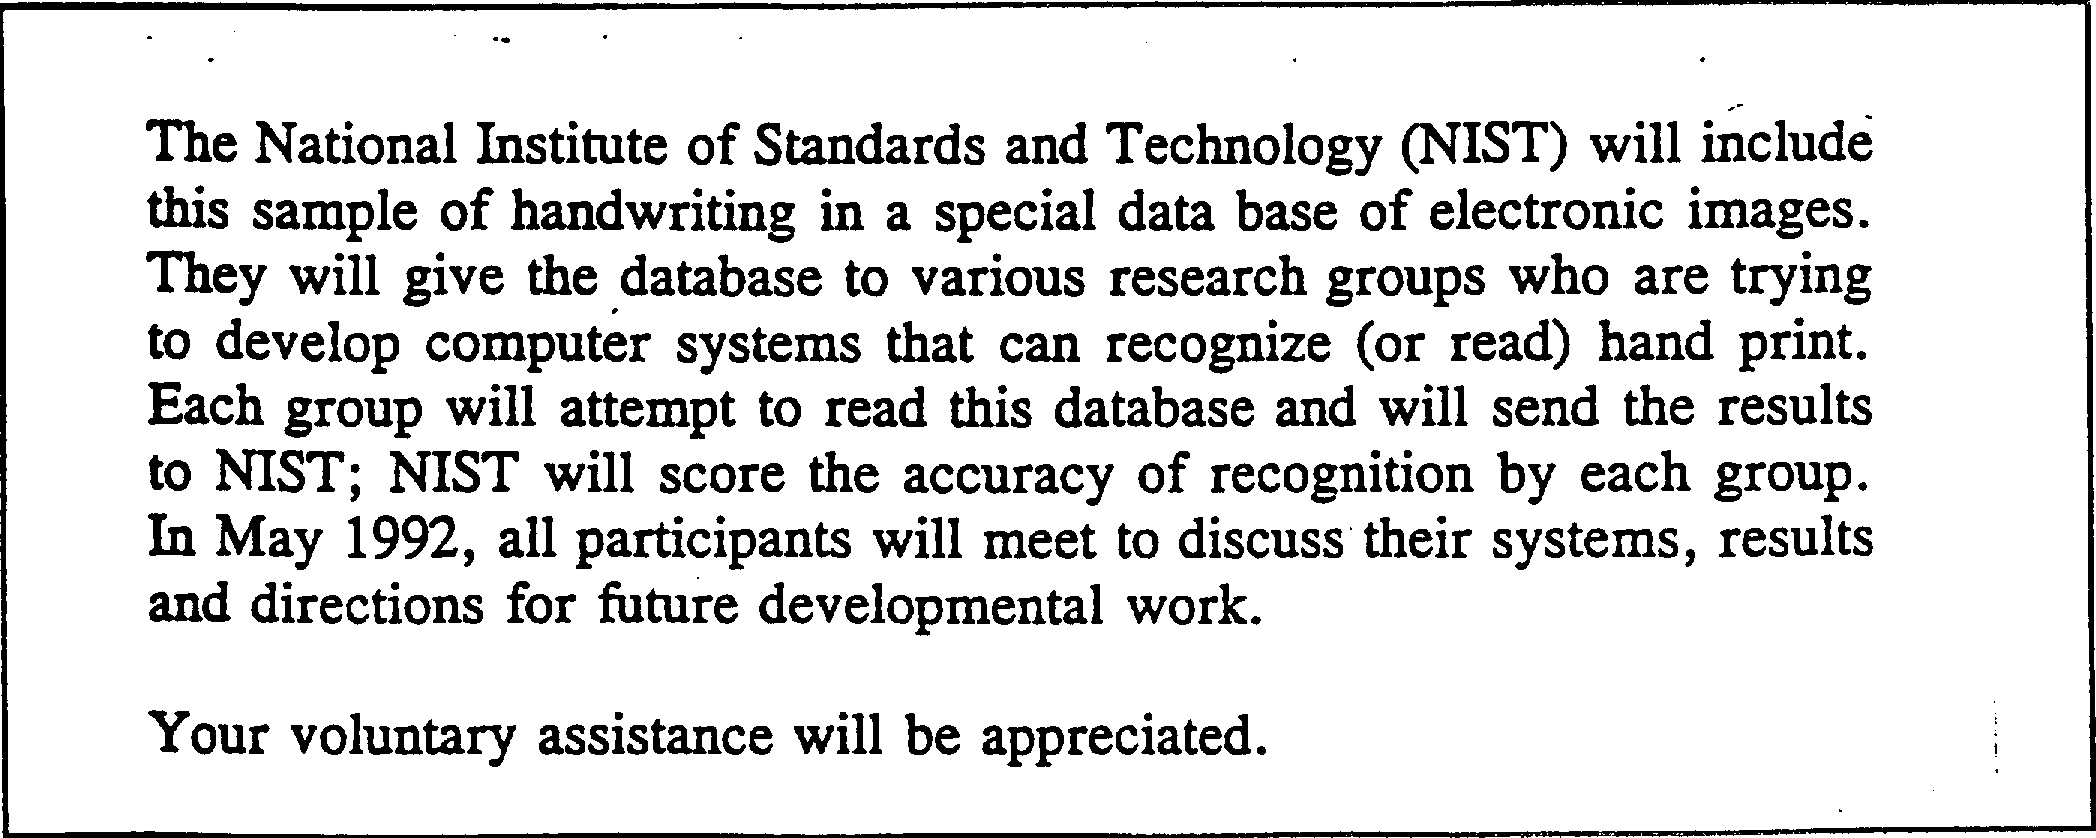 The National Institute of Standards and Technology (NIST) will include
this sample of handwriting in a special data base of electronic images.
They will give the database to various research groups who are trying
to develop computer systems that can recognize (or read) hand print.
Each group will attempt to read this database and will send the results
to NIST; NIST will score the accuracy of recognition by each group.
In May 1992, all participants will meet to discuss their systems, results
and directions for future developmental work.
Your voluntary assistance will be appreciated.